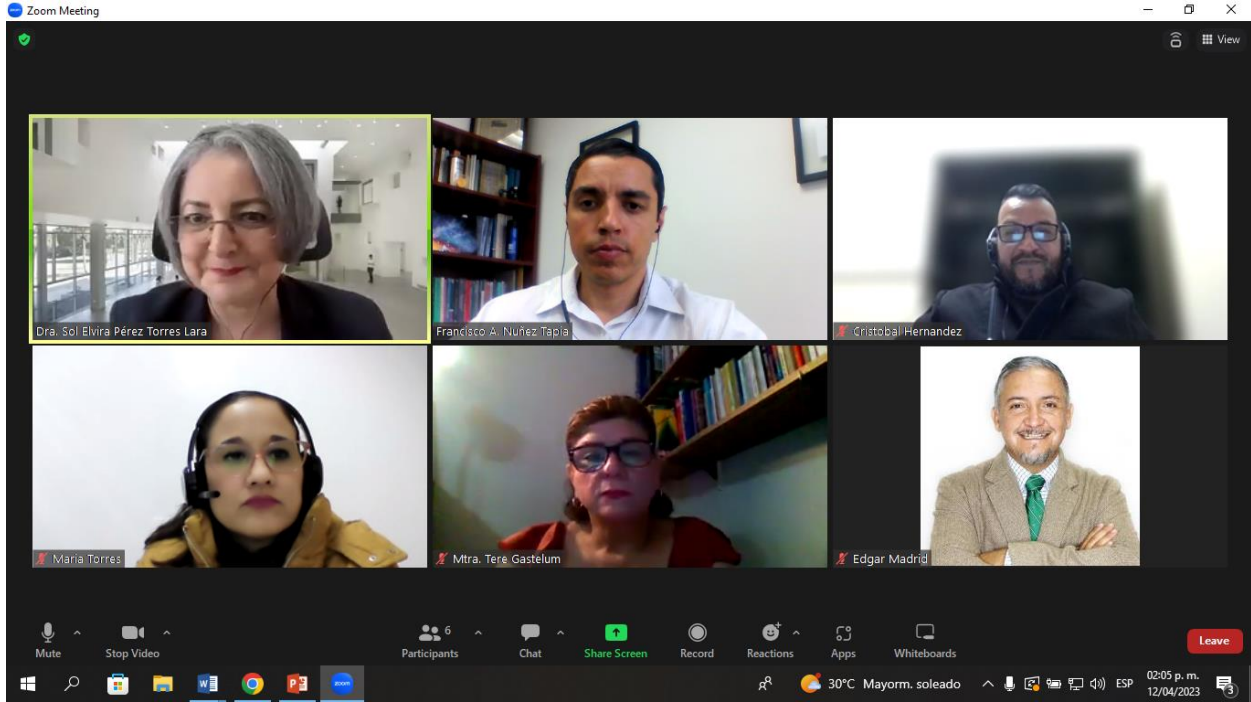 zoom Zoom Meeting
View
Dra. Sol Elvira Pérez Torres Lara
Francisco A. Nuñez Tapia
Cristobal Hernandez
Maria Torres
Mtra. Tere Gastelum
Edgar Madrid
Mute
Stop Video
6
Participants
Chat
Share Screen
Record
Reactions
Apps
Whiteboards
Leave
W
P
zoom
30°C Mayorm. soleado
ESP
02:05 p. m.
12/04/2023
3